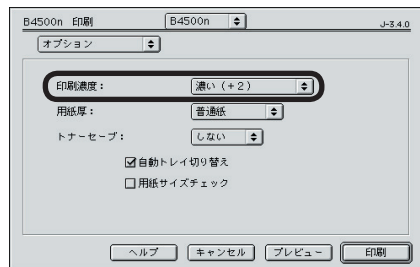 B4500n 印刷 B4500n J-3.4.0
オプション
印刷濃度： 濃い（+2）
用紙厚： 普通紙
トナーセーブ： しない
自動トレイ切り替え
用紙サイズチェック
ヘルプ キャンセル プレビュー 印刷